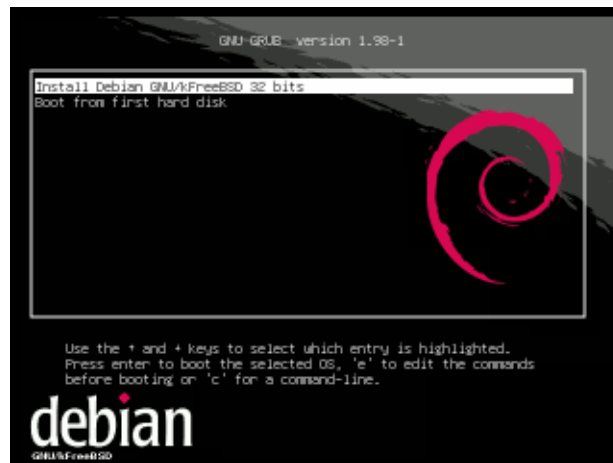 GNU GRUB  version 1.98-1
Install Debian GNU/kFreeBSD 32 bits
Boot from first hard disk
Use the ↑ and ↓ keys to select which entry is highlighted.
Press enter to boot the selected OS, 'e' to edit the commands
before booting or 'c' for a command-line.
debian
GNU/kFreeBSD